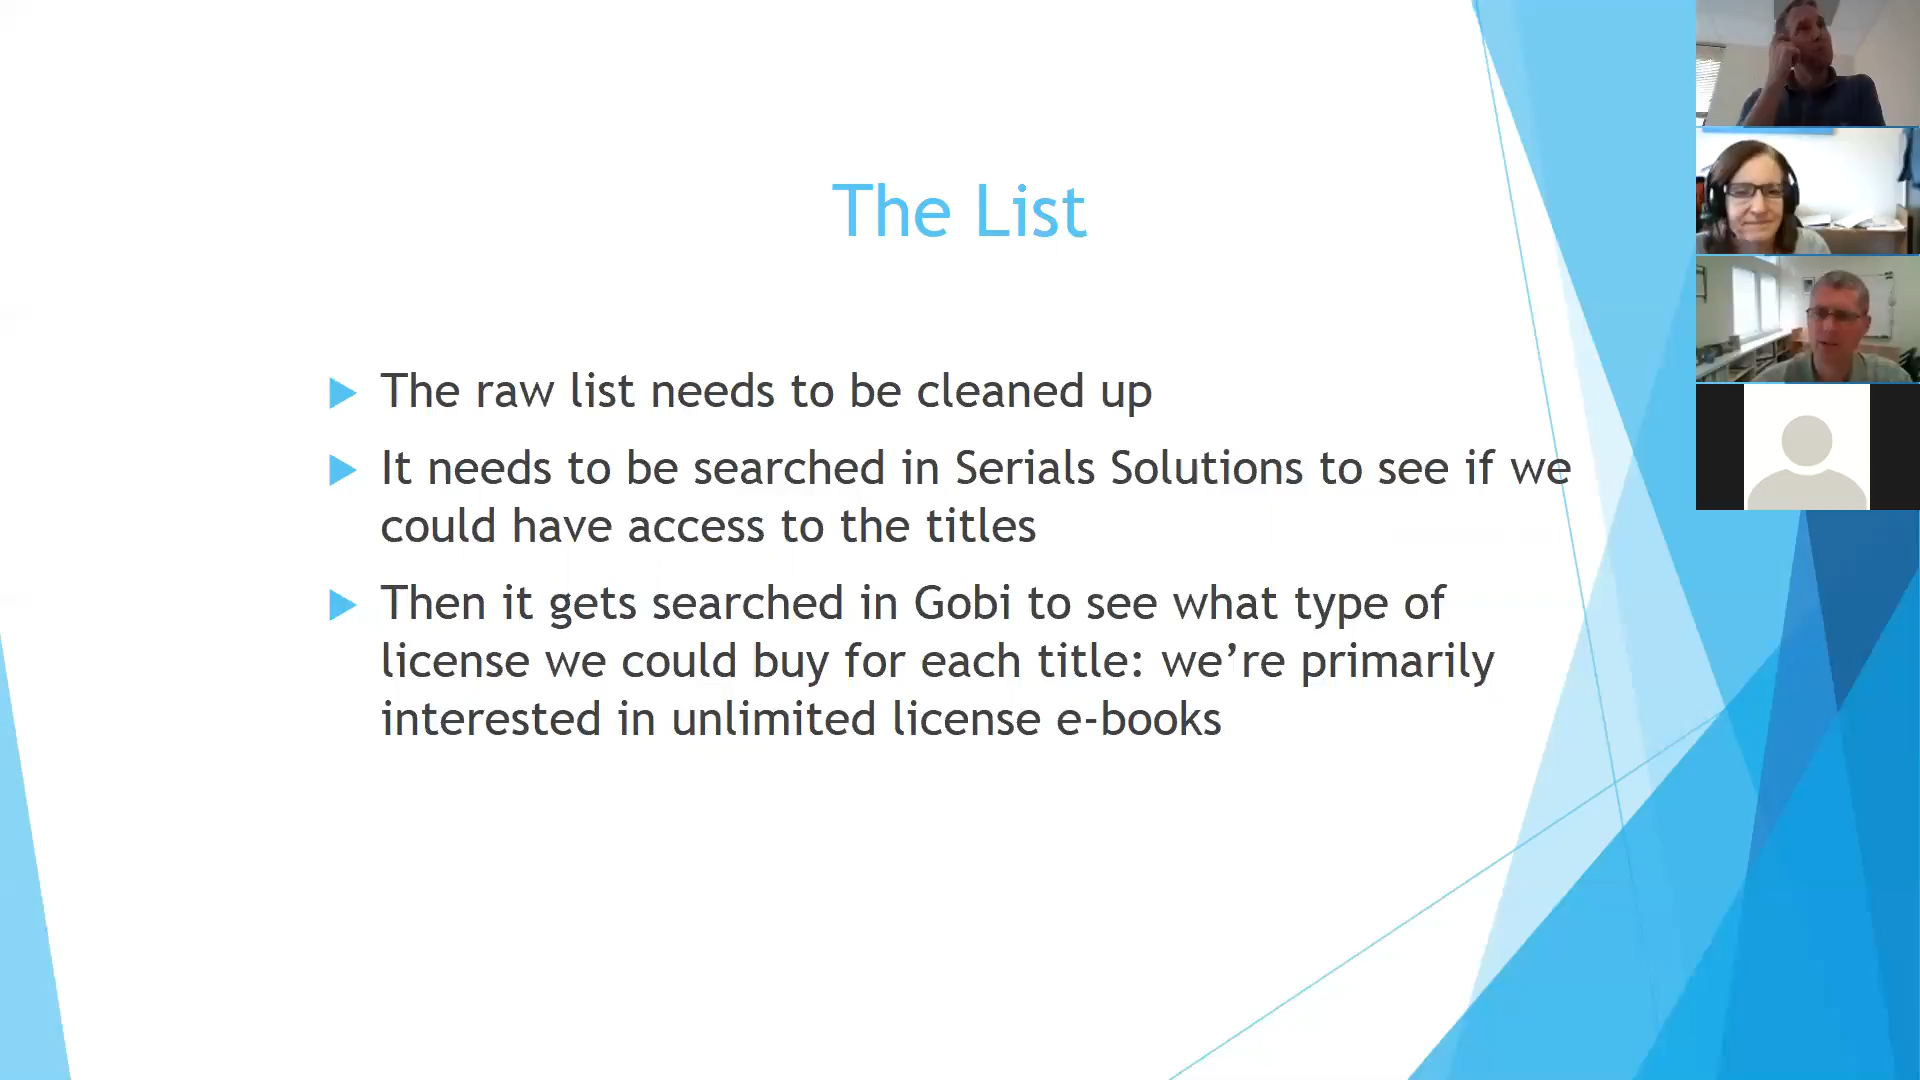 The List
The raw list needs to be cleaned up
It needs to be searched in Serials Solutions to see if we
could have access to the titles
Then it gets searched in Gobi to see what type of
license we could buy for each title: we’re primarily
interested in unlimited license e-books